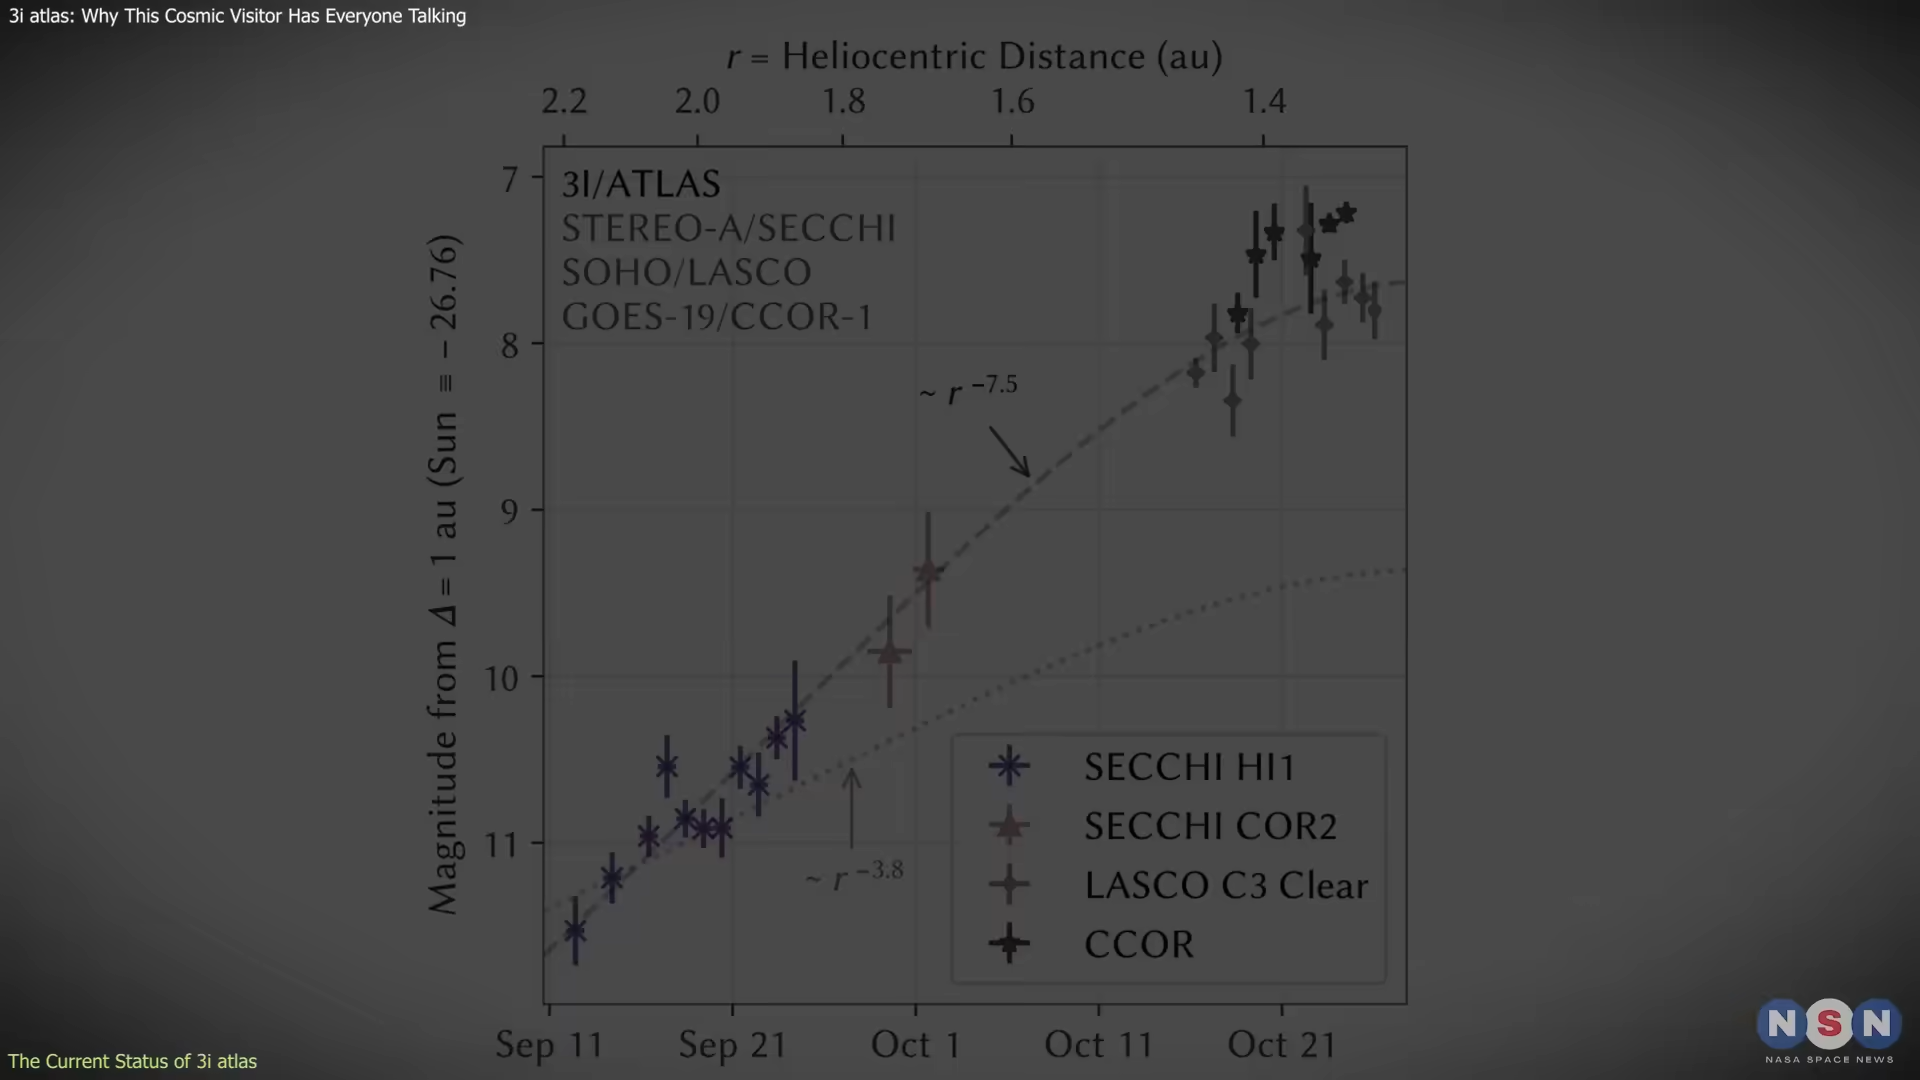 3i atlas: Why This Cosmic Visitor Has Everyone Talking
r = Heliocentric Distance (au)
2.2 2.0 1.8 1.6 1.4
Magnitude from Δ = 1 au (Sun ≡ − 26.76)
7
8
9
10
11
3I/ATLAS
STEREO-A/SECCHI
SOHO/LASCO
GOES-19/CCOR-1
~ r −7.5
~ r −3.8
SECCHI HI1
SECCHI COR2
LASCO C3 Clear
CCOR
Sep 11 Sep 21 Oct 1 Oct 11 Oct 21
The Current Status of 3i atlas
NSN
NASA SPACE NEWS